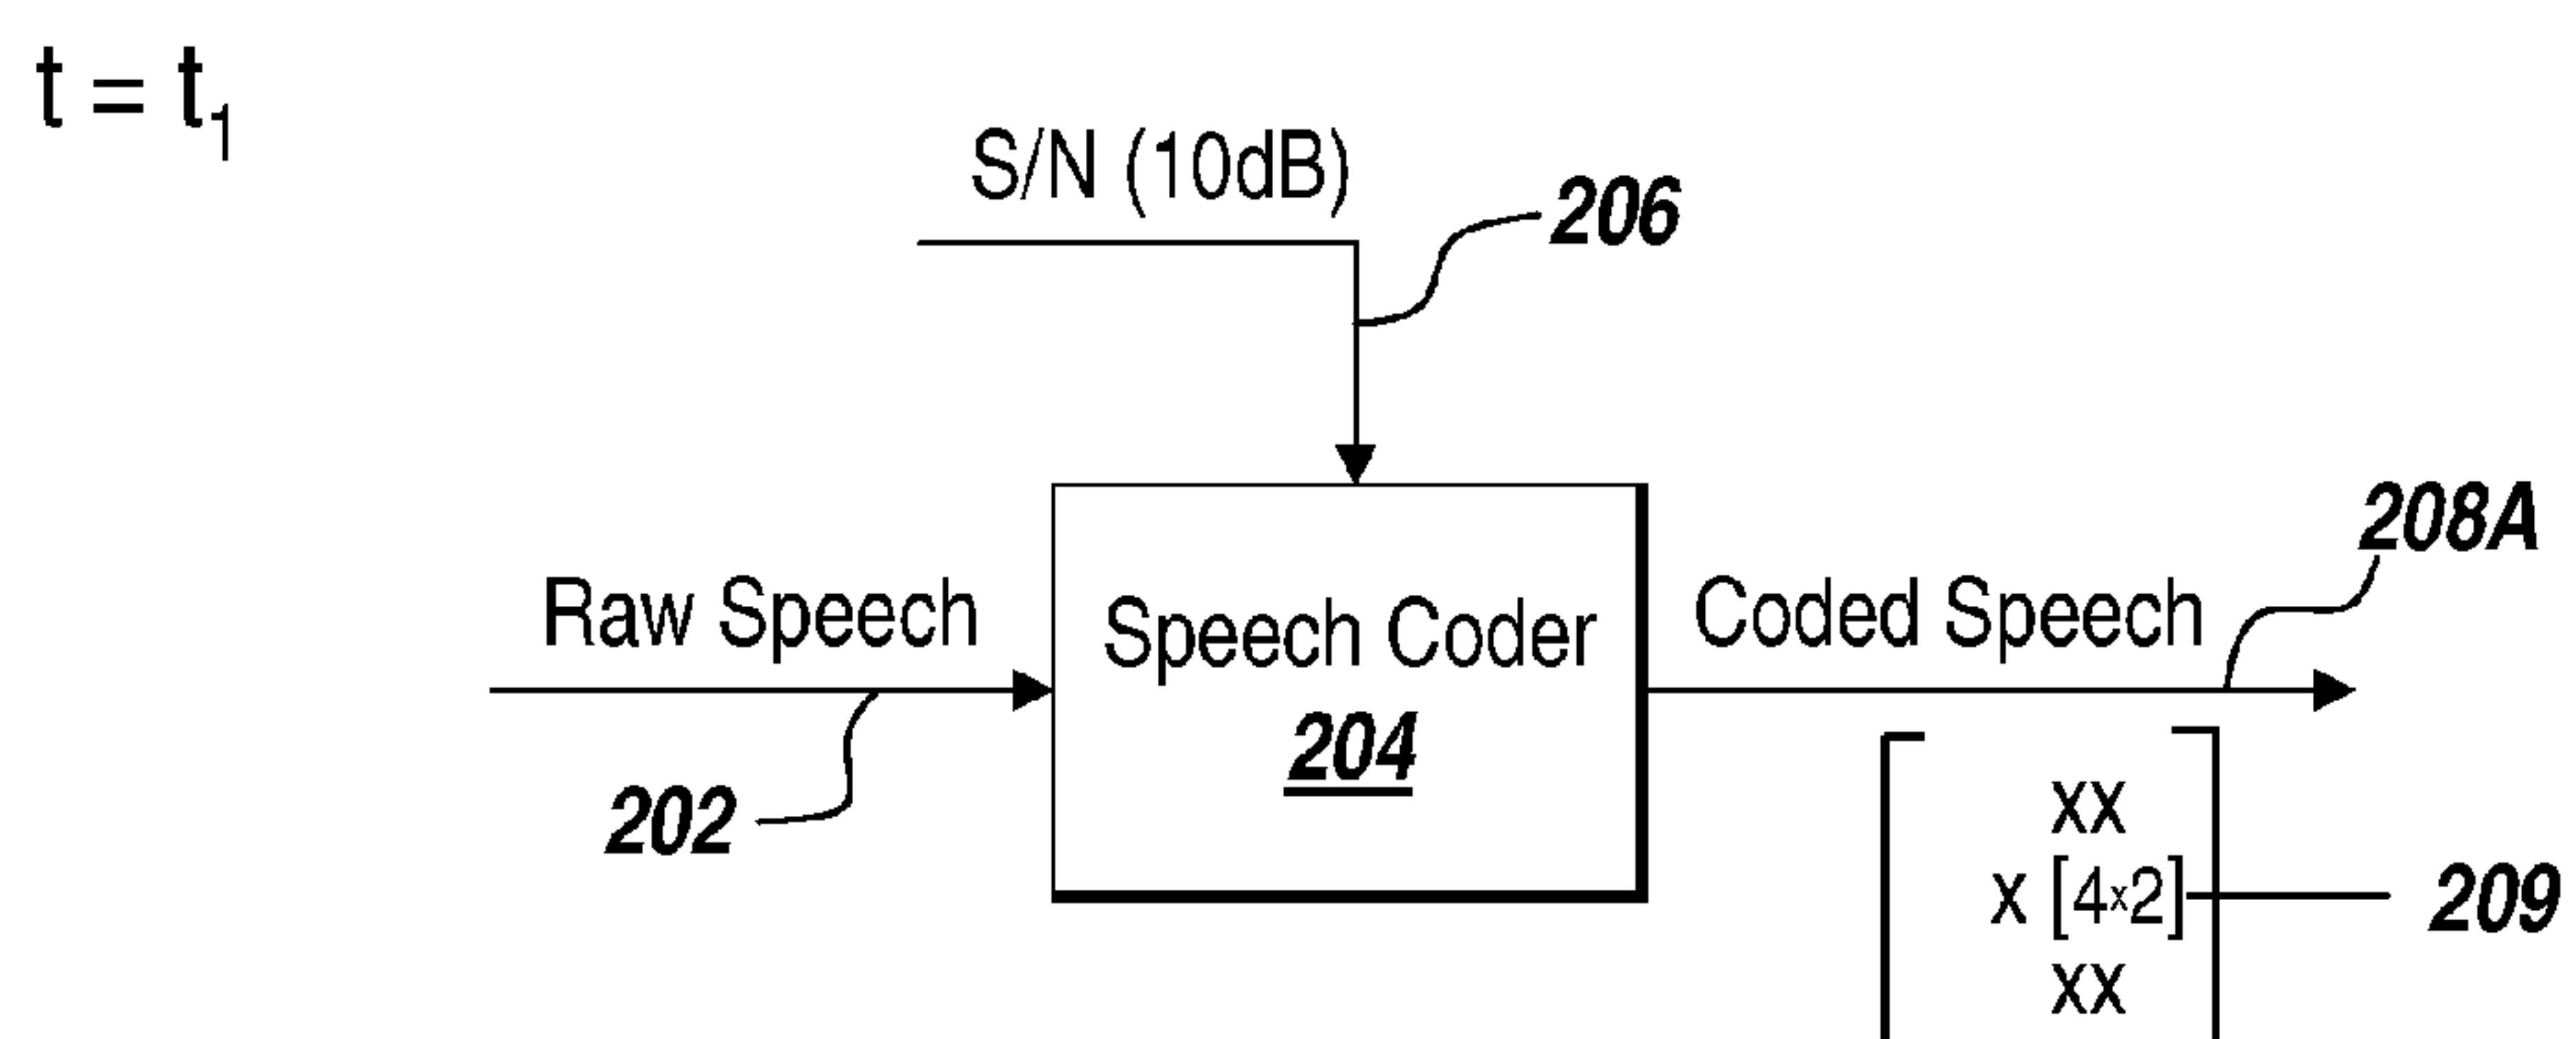 t = t₁
S/N (10dB)
206
208A
Raw Speech
Speech Coder
Coded Speech
204
202
xx
x [4x2]
209
xx